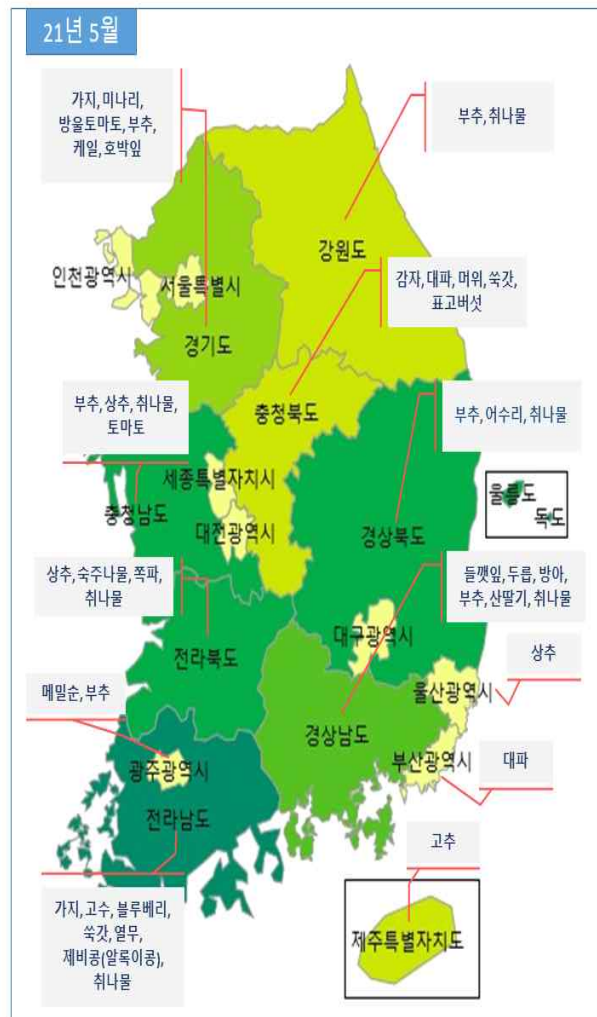 21년 5월
가지, 미나리,
방울토마토, 부추,
케일, 호박잎
부추, 취나물
강원도
인천광역시
서울특별시
경기도
감자, 대파, 머위, 쑥갓,
표고버섯
부추, 상추, 취나물,
토마토
충청북도
부추, 어수리, 취나물
세종특별자치시
충청남도
대전광역시
경상북도
울릉도
독도
상추, 숙주나물, 쪽파,
취나물
들깻잎, 두릅, 방아,
부추, 산딸기, 취나물
대구광역시
전라북도
상추
울산광역시
메밀순, 부추
경상남도
부산광역시
대파
광주광역시
전라남도
고추
가지, 고수, 블루베리,
쑥갓, 열무,
제비콩(알록이콩),
취나물
제주특별자치도